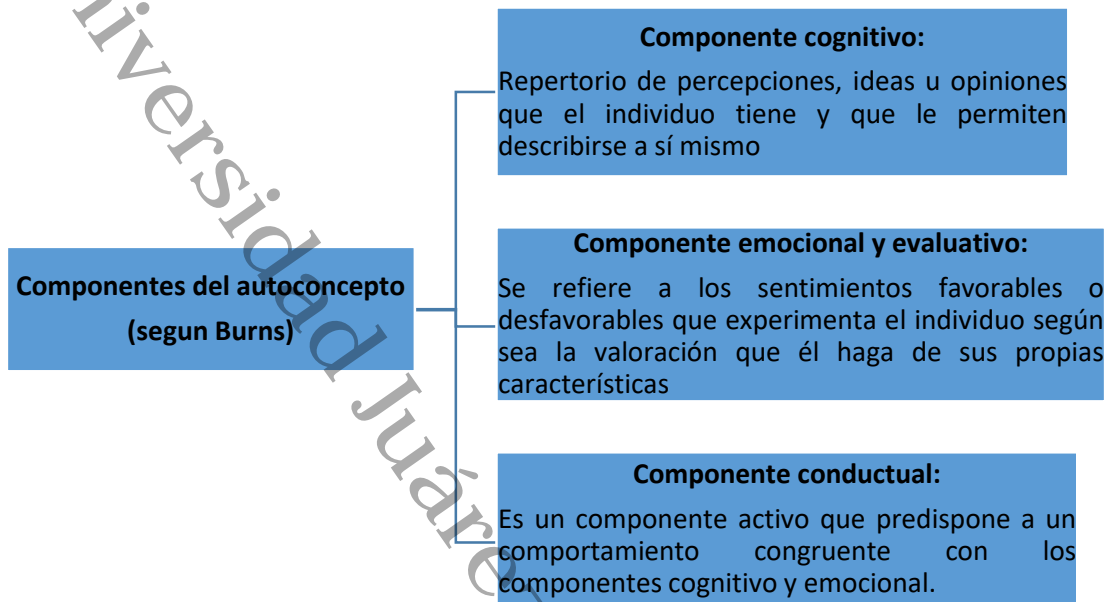 Componentes del autoconcepto
(segun Burns)
Componente cognitivo:
Repertorio de percepciones, ideas u opiniones
que el individuo tiene y que le permiten
describirse a sí mismo
Componente emocional y evaluativo:
Se refiere a los sentimientos favorables o
desfavorables que experimenta el individuo según
sea la valoración que él haga de sus propias
características
Componente conductual:
Es un componente activo que predispone a un
comportamiento congruente con los
componentes cognitivo y emocional.